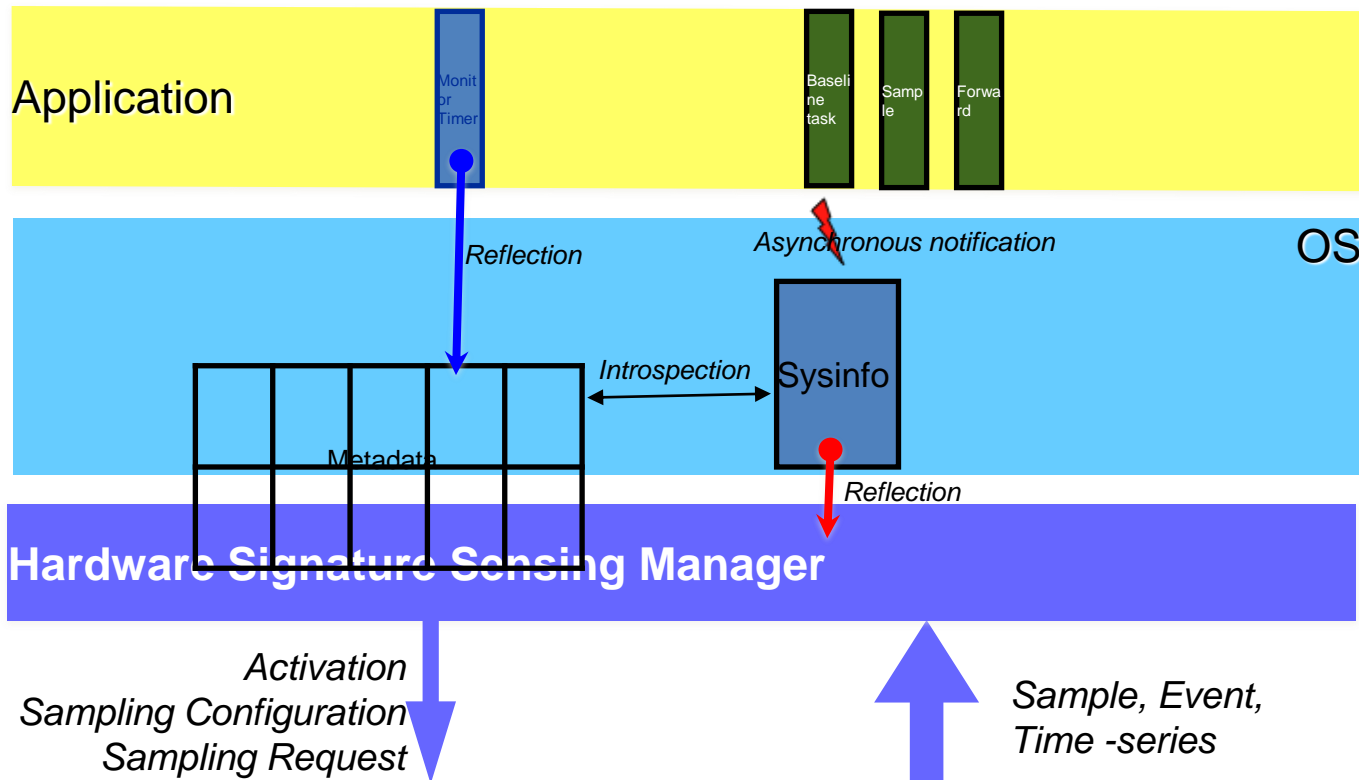 Application
Monit
or
Timer
Baseli
ne
task
Samp
le
Forwa
rd
Reflection
Asynchronous notification
OS
Introspection
Sysinfo
Metadata
Reflection
Hardware Signature Sensing Manager
Activation
Sampling Configuration
Sampling Request
Sample, Event,
Time -series